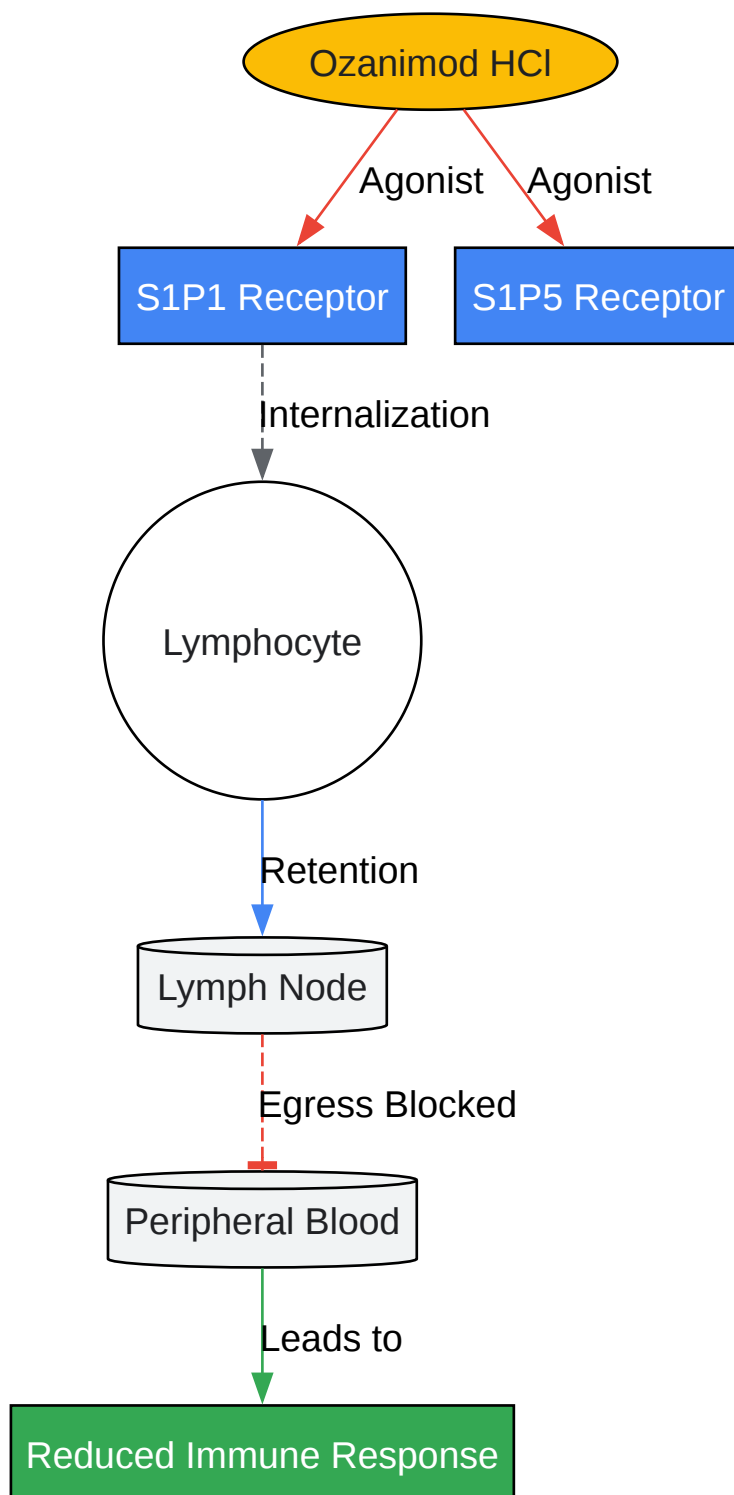 Ozanimod HCl
Agonist
Agonist
S1P1 Receptor
S1P5 Receptor
Internalization
Lymphocyte
Retention
Lymph Node
Egress Blocked
Peripheral Blood
Leads to
Reduced Immune Response